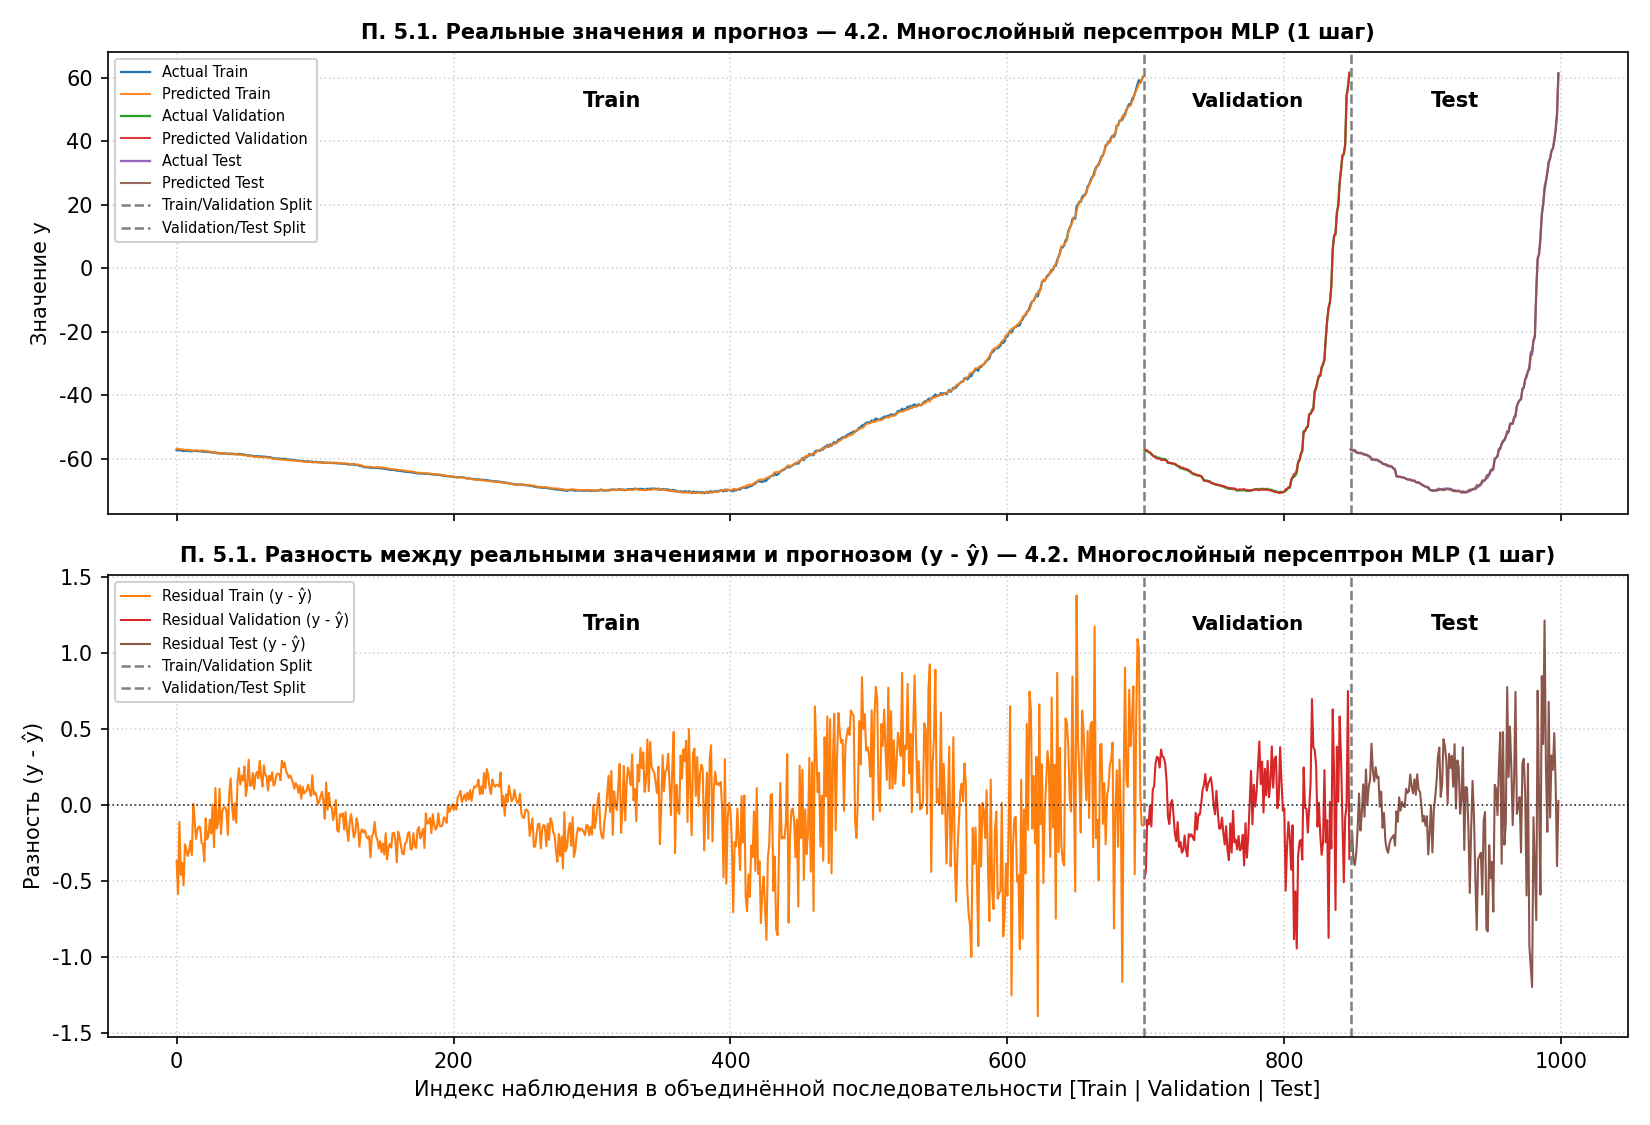 П. 5.1. Реальные значения и прогноз — 4.2. Многослойный персептрон MLP (1 шаг)
Actual Train
Predicted Train
Actual Validation
Predicted Validation
Actual Test
Predicted Test
Train/Validation Split
Validation/Test Split
Train
Validation
Test
Значение y
60
40
20
0
-20
-40
-60
П. 5.1. Разность между реальными значениями и прогнозом (y - ŷ) — 4.2. Многослойный персептрон MLP (1 шаг)
Residual Train (y - ŷ)
Residual Validation (y - ŷ)
Residual Test (y - ŷ)
Train/Validation Split
Validation/Test Split
Train
Validation
Test
Разность (y - ŷ)
1.5
1.0
0.5
0.0
-0.5
-1.0
-1.5
0
200
400
600
800
1000
Индекс наблюдения в объединённой последовательности [Train | Validation | Test]